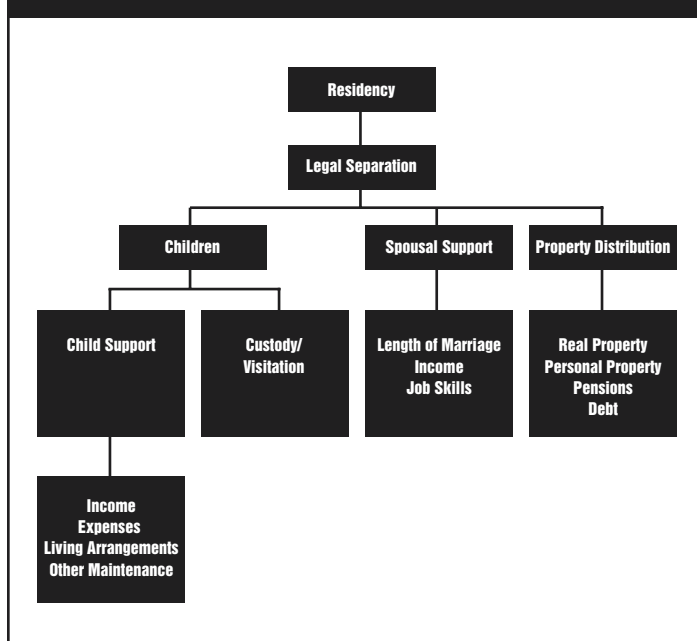 Residency
Legal Separation
Children
Spousal Support
Property Distribution
Child Support
Custody/
Visitation
Length of Marriage
Income
Job Skills
Real Property
Personal Property
Pensions
Debt
Income
Expenses
Living Arrangements
Other Maintenance